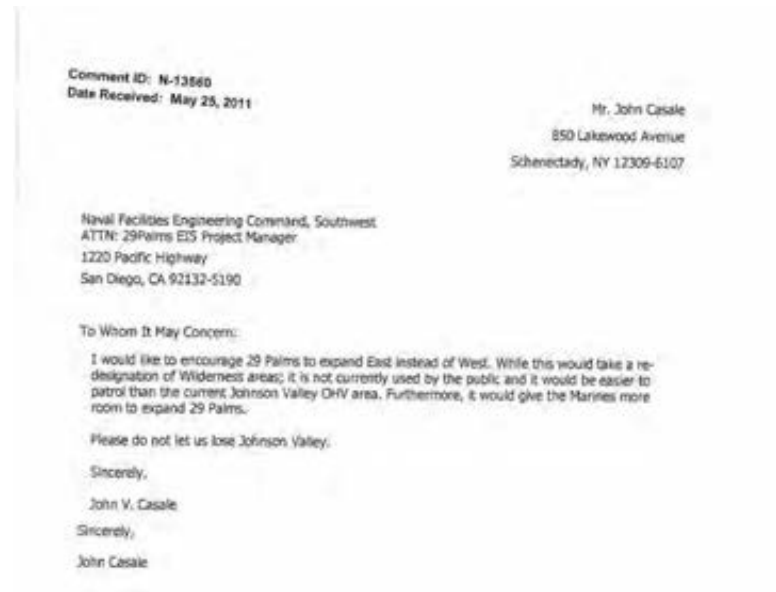 Comment ID: N-13560
Date Received: May 25, 2011
Mr. John Casale
850 Lakewood Avenue
Schenectady, NY 12309-6107
Naval Facilities Engineering Command, Southwest
ATTN: 29Palms EIS Project Manager
1220 Pacific Highway
San Diego, CA 92132-5190
To Whom It May Concern:
I would like to encourage 29 Palms to expand East instead of West. While this would take a re-
designation of Wilderness areas; it is not currently used by the public and it would be easier to
patrol than the current Johnson Valley OHV area. Furthermore, it would give the Marines more
room to expand 29 Palms.
Please do not let us lose Johnson Valley.
Sincerely,
John V. Casale
Sincerely,
John Casale